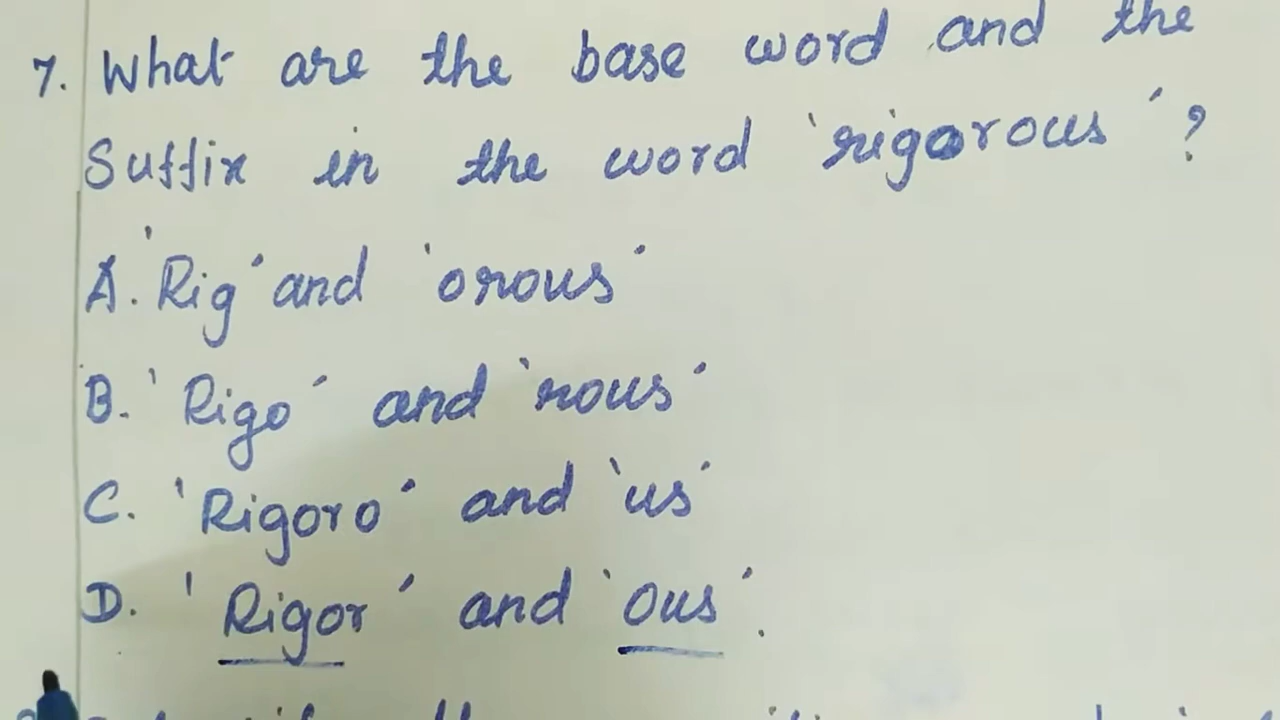 7. What are the base word and the
Suffix in the word 'rigorous'?
A. 'Rig' and 'orous'
B. 'Rigo' and 'rous'
C. 'Rigoro' and 'us'
D. 'Rigor' and 'Ous'.